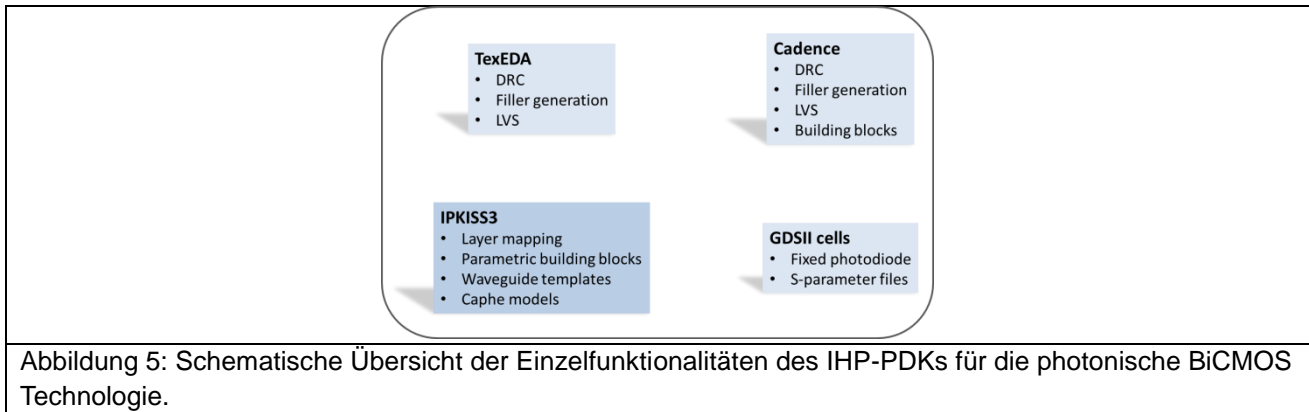 TexEDA
• DRC
• Filler generation
• LVS
Cadence
• DRC
• Filler generation
• LVS
• Building blocks
IPKISS3
• Layer mapping
• Parametric building blocks
• Waveguide templates
• Caphe models
GDSII cells
• Fixed photodiode
• S-parameter files
Abbildung 5: Schematische Übersicht der Einzelfunktionalitäten des IHP-PDKs für die photonische BiCMOS
Technologie.